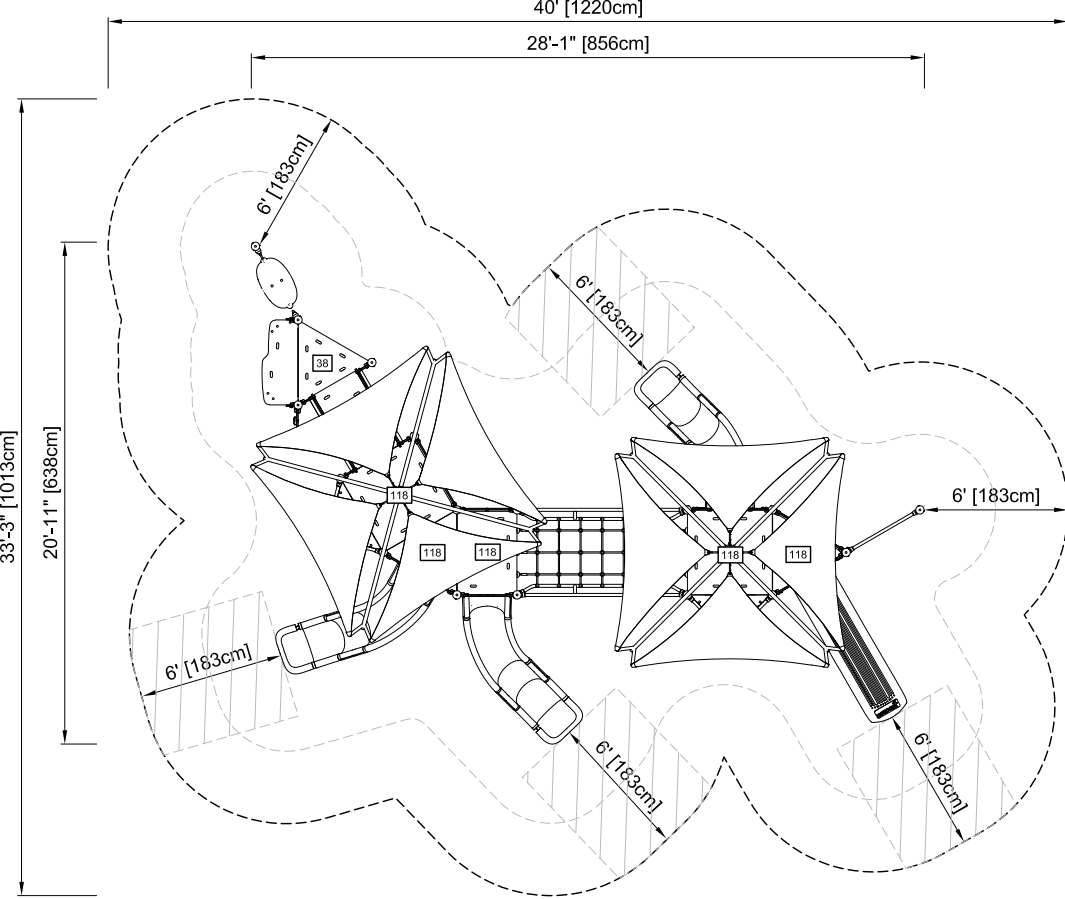 40' [1220cm]
28'-1" [856cm]
6' [183cm]
33'-3" [1013cm]
20'-11" [638cm]
6' [183cm]
38
118
6' [183cm]
118
118
118
118
6' [183cm]
6' [183cm]
6' [183cm]